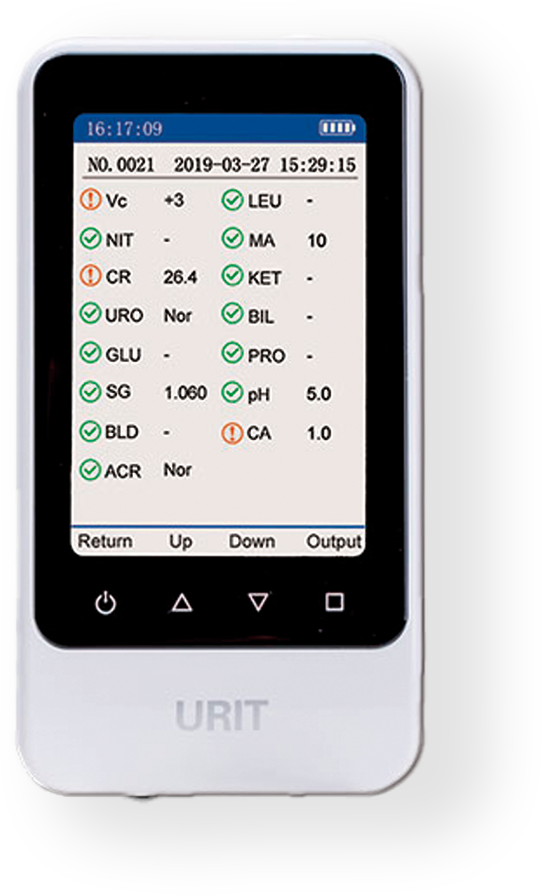 16:17:09
NO. 0021 2019-03-27 15:29:15
Vc +3 LEU -
NIT - MA 10
CR 26.4 KET -
URO Nor BIL -
GLU - PRO -
SG 1.060 pH 5.0
BLD - CA 1.0
ACR Nor
Return Up Down Output
URIT